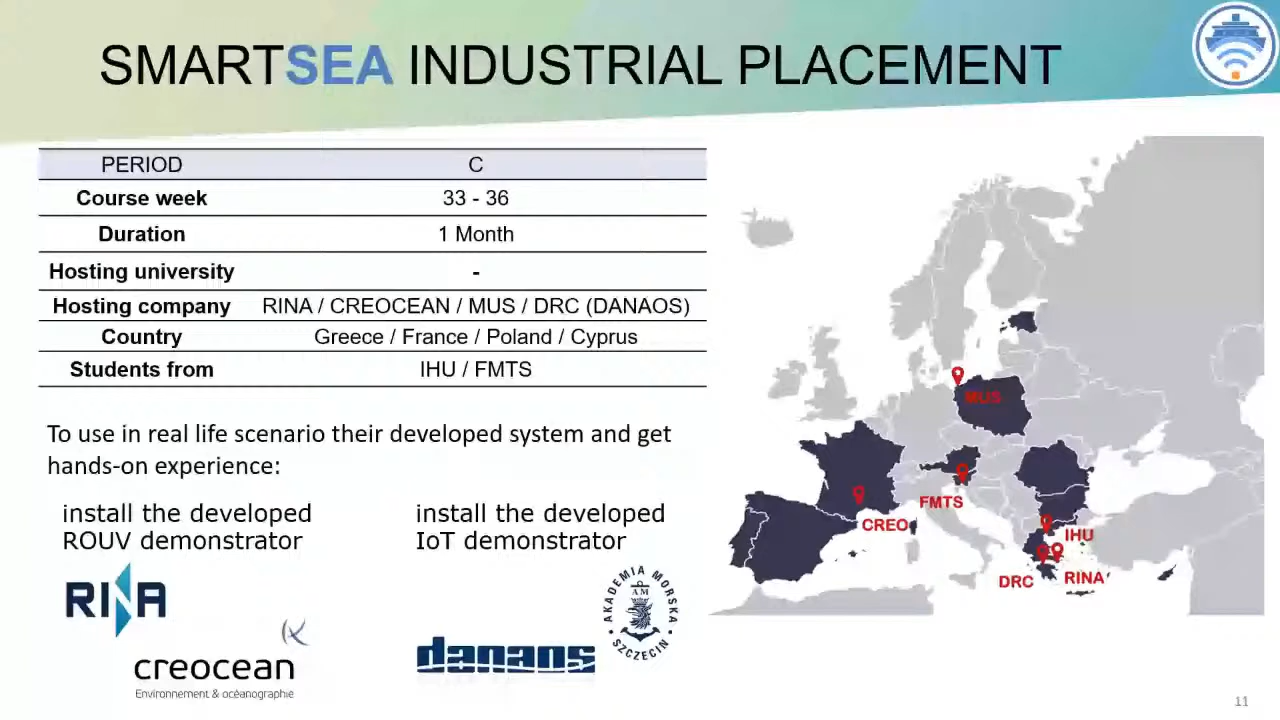 SMARTSEA INDUSTRIAL PLACEMENT
PERIOD C
Course week 33 - 36
Duration 1 Month
Hosting university -
Hosting company RINA / CREOCEAN / MUS / DRC (DANAOS)
Country Greece / France / Poland / Cyprus
Students from IHU / FMTS
To use in real life scenario their developed system and get
hands-on experience:
install the developed
ROUV demonstrator
RINA
creocean
Environnement & océanographie
install the developed
IoT demonstrator
danaos
AKADEMIA MORSKA
AM
SZCZECIN
MUS
FMTS
CREO
IHU
DRC
RINA
11